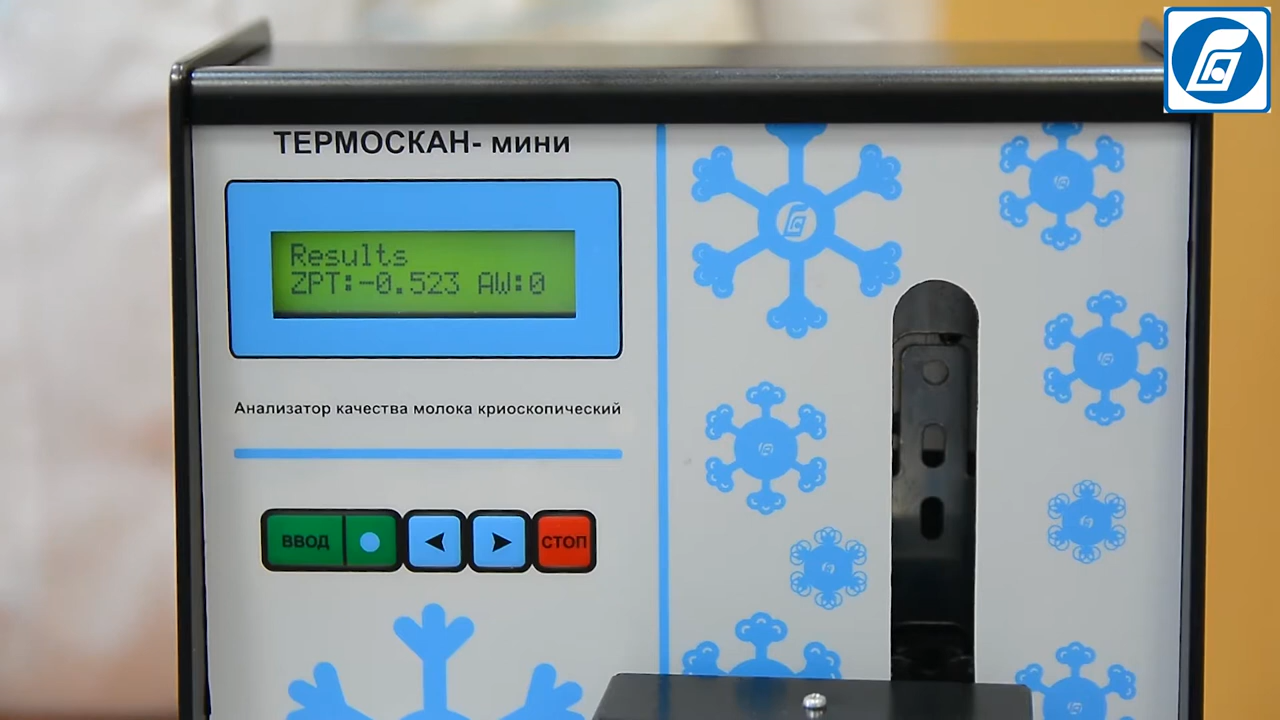 ТЕРМОСКАН- мини
Results
ZPT:-0.523 AW:0
Анализатор качества молока криоскопический
ВВОД
СТОП